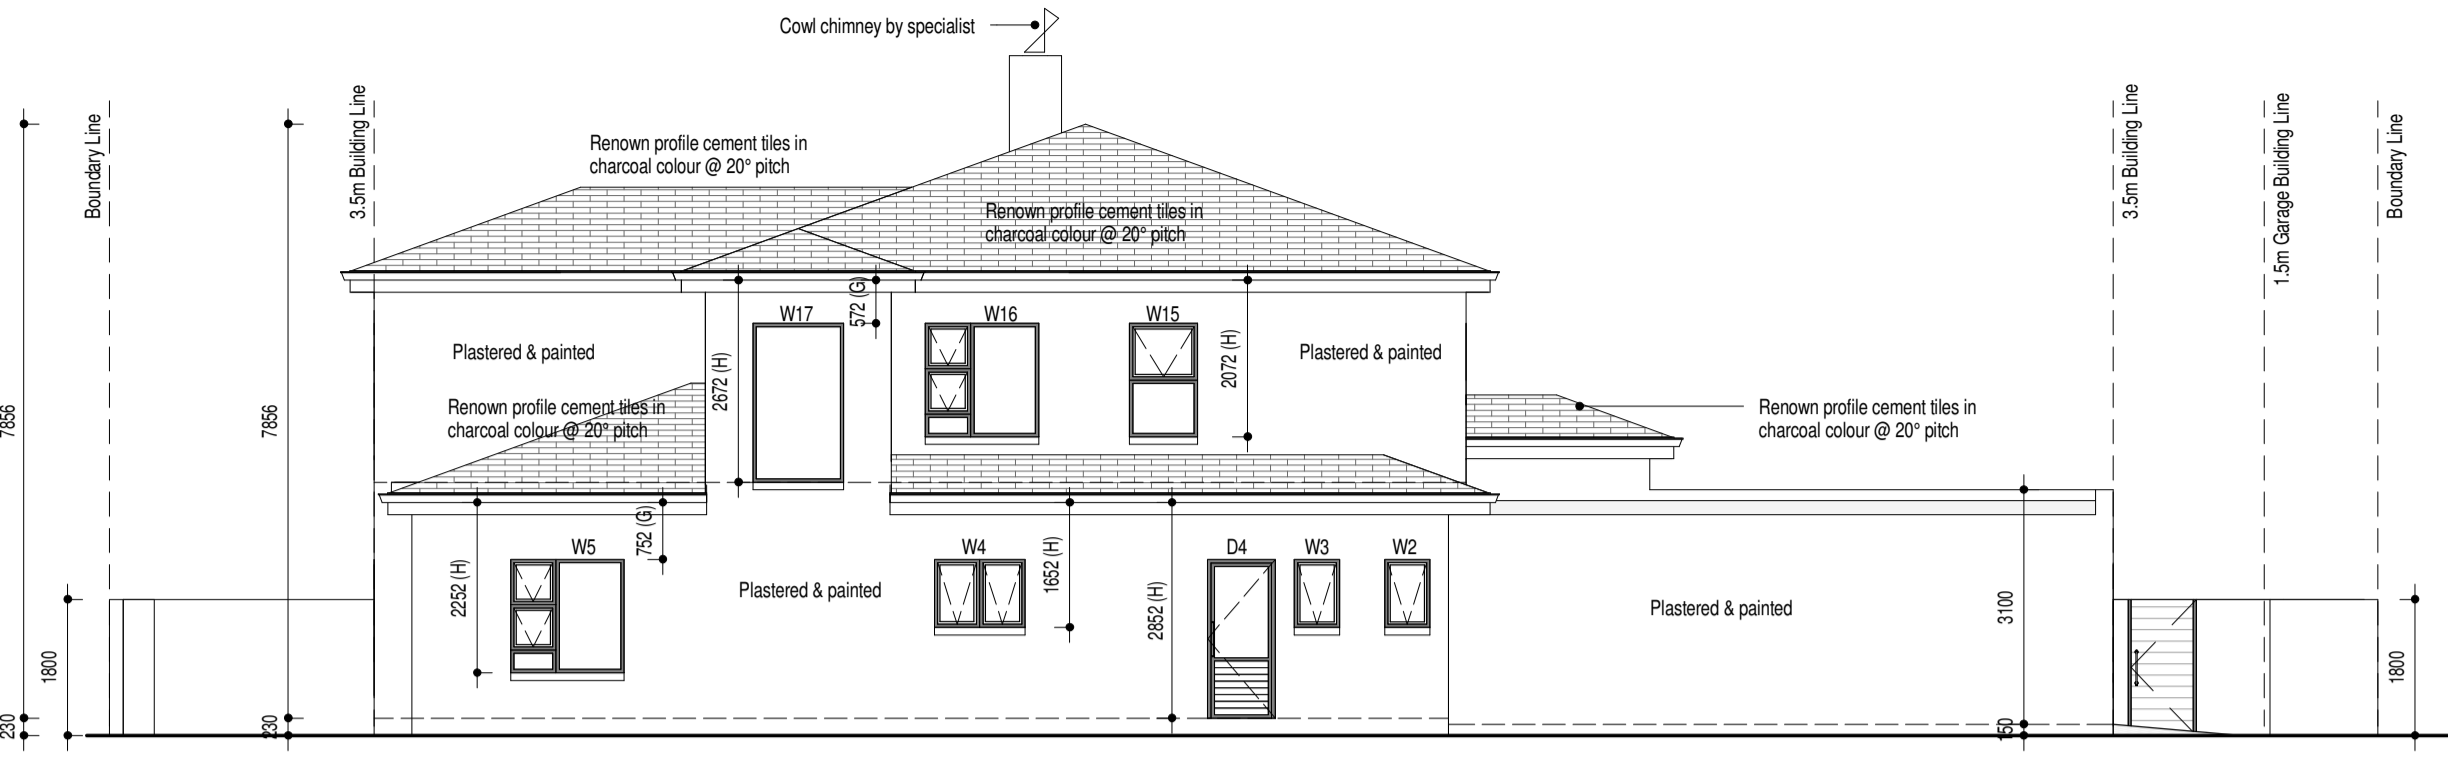 Cowl chimney by specialist
Boundary Line
3.5m Building Line
Renown profile cement tiles in
charcoal colour @ 20° pitch
Renown profile cement tiles in
charcoal colour @ 20° pitch
3.5m Building Line
1.5m Garage Building Line
Boundary Line
W17
572 (G)
W16
W15
Plastered & painted
2672 (H)
2072 (H)
Plastered & painted
7856
7856
Renown profile cement tiles in
charcoal colour @ 20° pitch
Renown profile cement tiles in
charcoal colour @ 20° pitch
W5
752 (G)
W4
1652 (H)
D4
W3
W2
2252 (H)
Plastered & painted
2852 (H)
Plastered & painted
3100
1800
1800
230
230
150